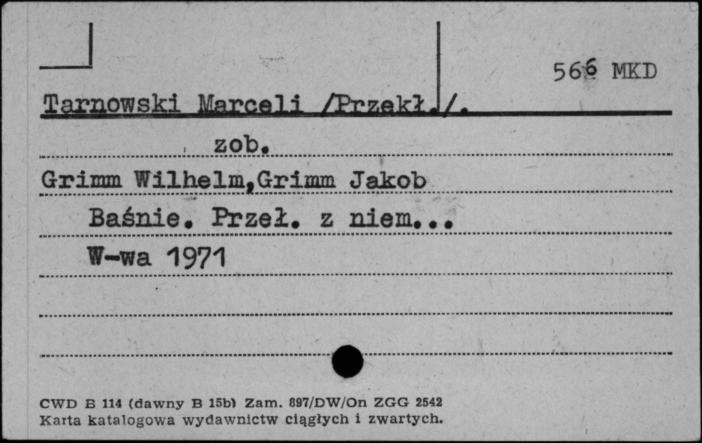 566 MKD
Tarnowski Marceli /Przekł./.
zob.
Grimm Wilhelm,Grimm Jakob
Baśnie. Przeł. z niem...
W-wa 1971
CWD B 114 (dawny B 15b) Zam. 897/DW/On ZGG 2542
Karta katalogowa wydawnictw ciągłych i zwartych.